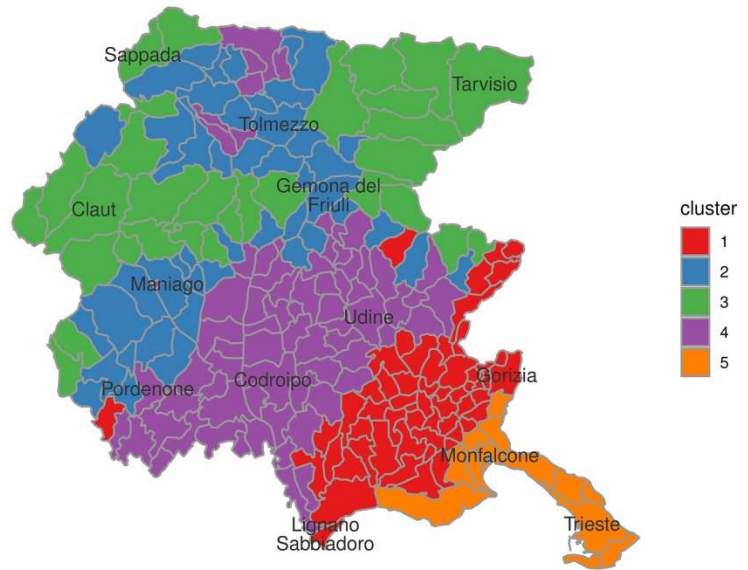 Sappada
Tarvisio
Tolmezzo
Gemona del
Friuli
Claut
Maniago
Udine
Pordenone
Codroipo
Gorizia
Monfalcone
Lignano
Sabbiadoro
Trieste
cluster
1
2
3
4
5